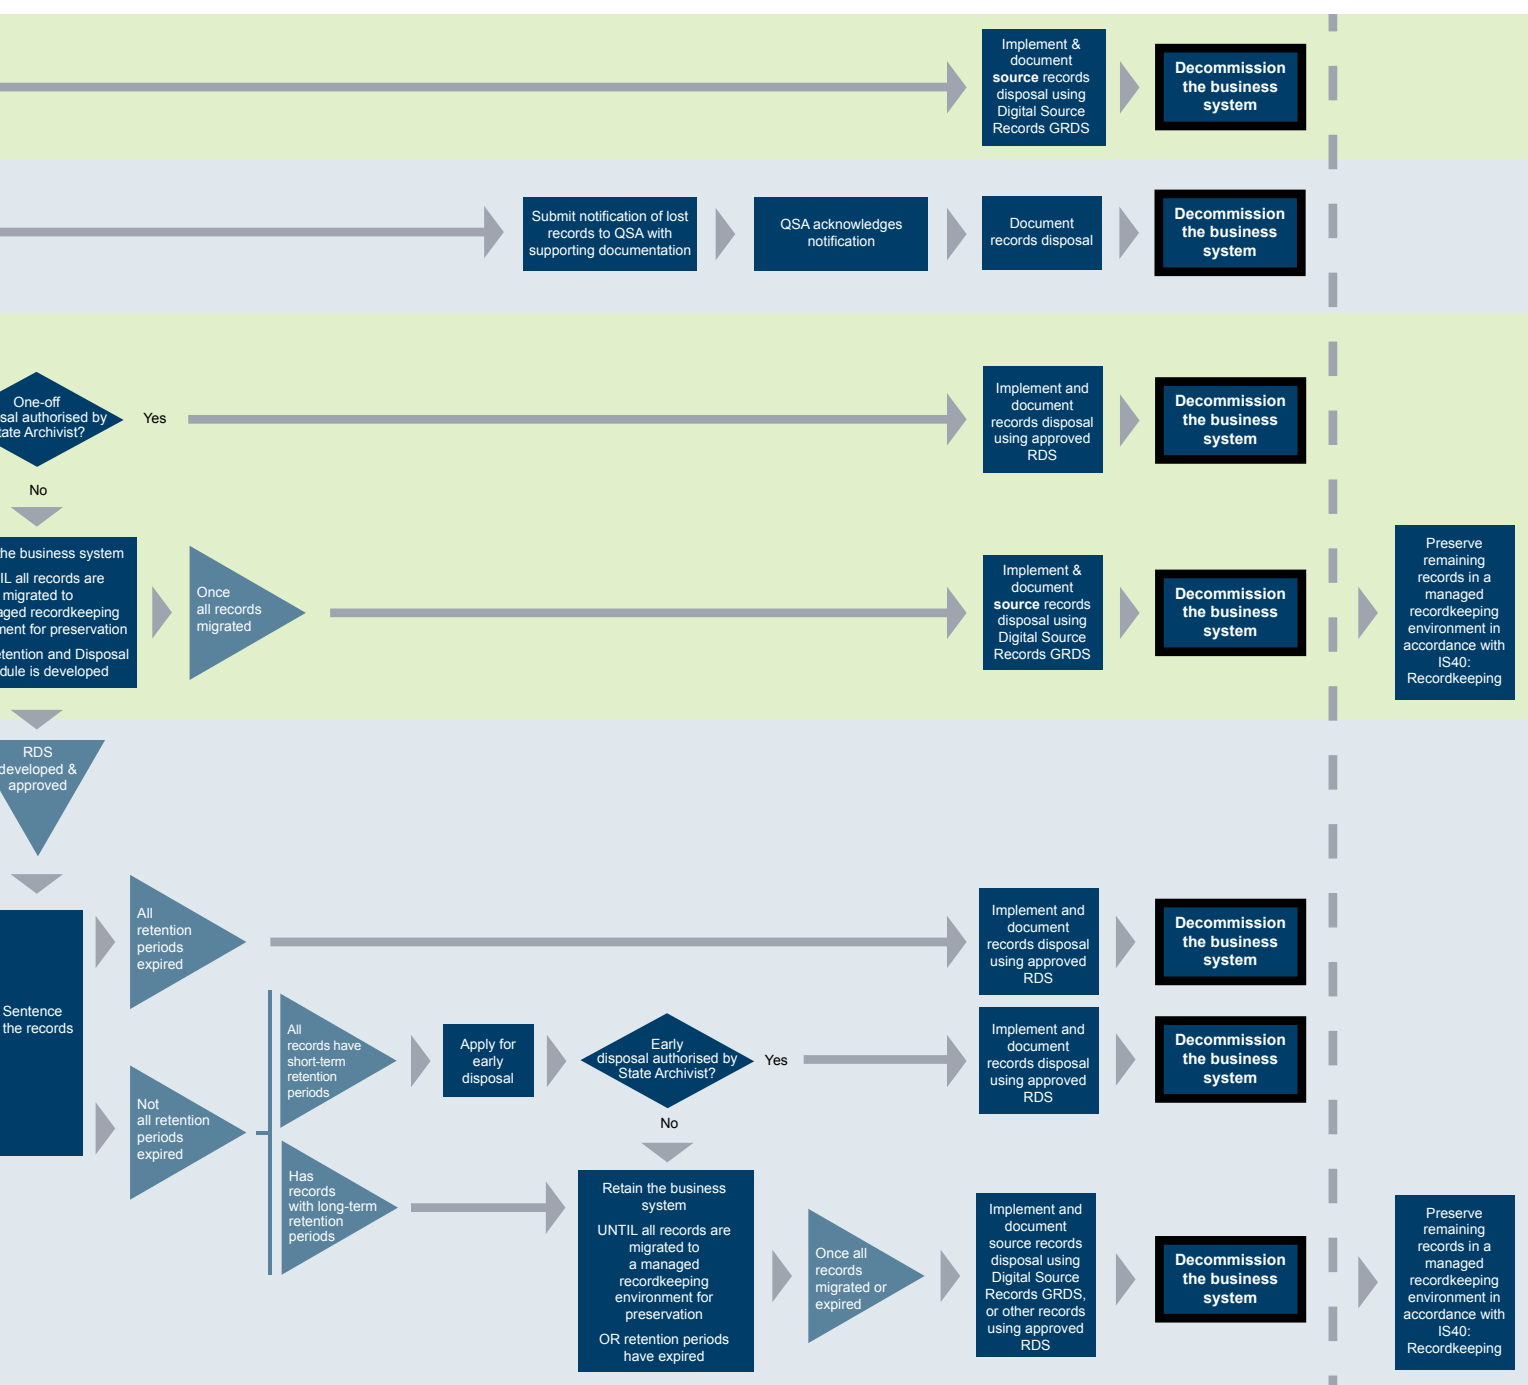 Implement &
document
source records
disposal using
Digital Source
Records GRDS
Decommission
the business
system
Submit notification of lost
records to QSA with
supporting documentation
QSA acknowledges
notification
Document
records disposal
Decommission
the business
system
One-off
sal authorised by
tate Archivist?
Yes
No
Implement and
document
records disposal
using approved
RDS
Decommission
the business
system
the business system
IL all records are
migrated to
aged recordkeeping
ment for preservation
etention and Disposal
dule is developed
Once
all records
migrated
Implement &
document
source records
disposal using
Digital Source
Records GRDS
Decommission
the business
system
Preserve
remaining
records in a
managed
recordkeeping
environment in
accordance with
IS40:
Recordkeeping
RDS
developed &
approved
Sentence
the records
All
retention
periods
expired
Implement and
document
records disposal
using approved
RDS
Decommission
the business
system
Not
all retention
periods
expired
All
records have
short-term
retention
periods
Apply for
early
disposal
Early
disposal authorised by
State Archivist?
Yes
No
Implement and
document
records disposal
using approved
RDS
Decommission
the business
system
Has
records
with long-term
retention
periods
Retain the business
system
UNTIL all records are
migrated to
a managed
recordkeeping
environment for
preservation
OR retention periods
have expired
Once all
records
migrated or
expired
Implement and
document
source records
disposal using
Digital Source
Records GRDS,
or other records
using approved
RDS
Decommission
the business
system
Preserve
remaining
records in a
managed
recordkeeping
environment in
accordance with
IS40:
Recordkeeping